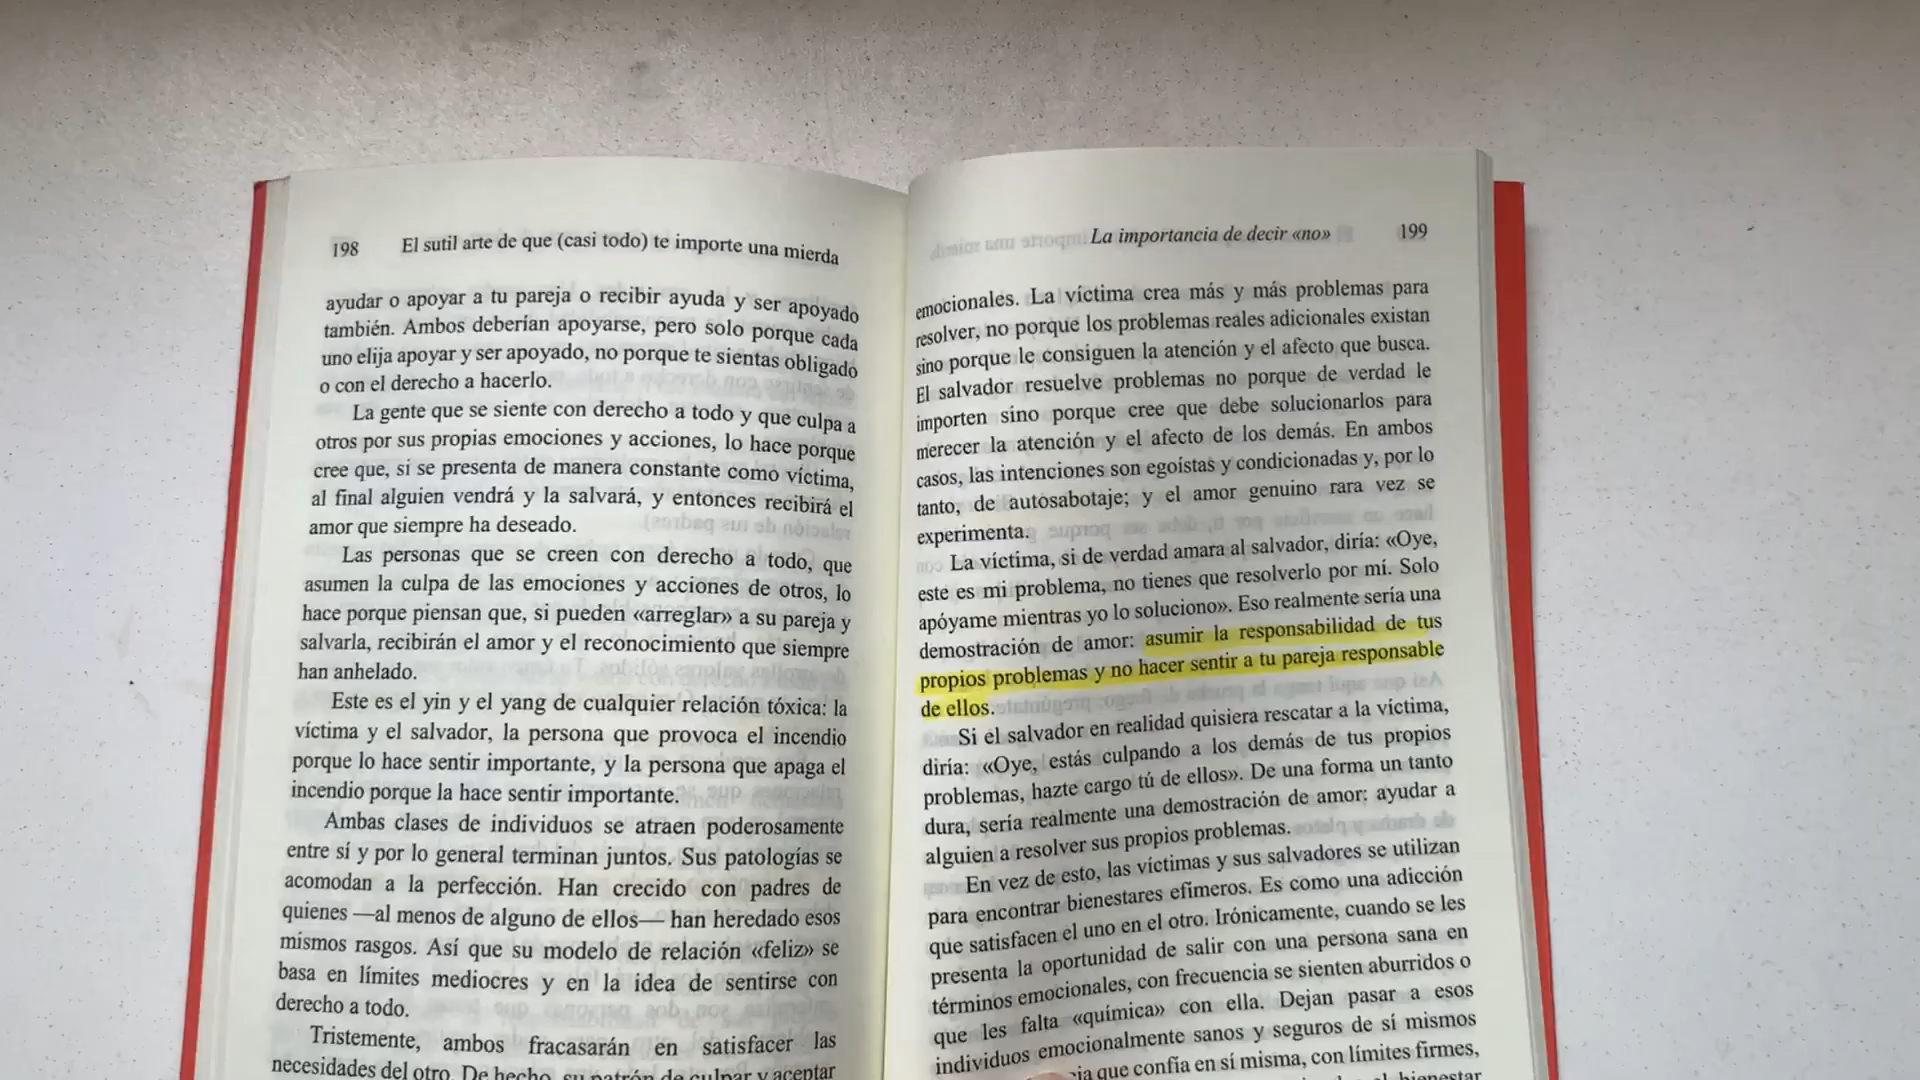 198 El sutil arte de que (casi todo) te importe una mierda
ayudar o apoyar a tu pareja o recibir ayuda y ser apoyado
también. Ambos deberían apoyarse, pero solo porque cada
uno elija apoyar y ser apoyado, no porque te sientas obligado
o con el derecho a hacerlo.
La gente que se siente con derecho a todo y que culpa a
otros por sus propias emociones y acciones, lo hace porque
cree que, si se presenta de manera constante como víctima,
al final alguien vendrá y la salvará, y entonces recibirá el
amor que siempre ha deseado.
Las personas que se creen con derecho a todo, que
asumen la culpa de las emociones y acciones de otros, lo
hace porque piensan que, si pueden «arreglar» a su pareja y
salvarla, recibirán el amor y el reconocimiento que siempre
han anhelado.
Este es el yin y el yang de cualquier relación tóxica: la
víctima y el salvador, la persona que provoca el incendio
porque lo hace sentir importante, y la persona que apaga el
incendio porque la hace sentir importante.
Ambas clases de individuos se atraen poderosamente
entre sí y por lo general terminan juntos. Sus patologías se
acomodan a la perfección. Han crecido con padres de
quienes —al menos de alguno de ellos— han heredado esos
mismos rasgos. Así que su modelo de relación «feliz» se
basa en límites mediocres y en la idea de sentirse con
derecho a todo.
Tristemente, ambos fracasarán en satisfacer las
necesidades del otro. De hecho, su patrón de culpar y aceptar
La importancia de decir «no» 199
emocionales. La víctima crea más y más problemas para
resolver, no porque los problemas reales adicionales existan
sino porque le consiguen la atención y el afecto que busca.
El salvador resuelve problemas no porque de verdad le
importen sino porque cree que debe solucionarlos para
merecer la atención y el afecto de los demás. En ambos
casos, las intenciones son egoístas y condicionadas y, por lo
tanto, de autosabotaje; y el amor genuino rara vez se
experimenta.
La víctima, si de verdad amara al salvador, diría: «Oye,
este es mi problema, no tienes que resolverlo por mí. Solo
apóyame mientras yo lo soluciono». Eso realmente sería una
demostración de amor: asumir la responsabilidad de tus
propios problemas y no hacer sentir a tu pareja responsable
de ellos.
Si el salvador en realidad quisiera rescatar a la víctima,
diría: «Oye, estás culpando a los demás de tus propios
problemas, hazte cargo tú de ellos». De una forma un tanto
dura, sería realmente una demostración de amor: ayudar a
alguien a resolver sus propios problemas.
En vez de esto, las víctimas y sus salvadores se utilizan
para encontrar bienestares efímeros. Es como una adicción
que satisfacen el uno en el otro. Irónicamente, cuando se les
presenta la oportunidad de salir con una persona sana en
términos emocionales, con frecuencia se sienten aburridos o
que les falta «química» con ella. Dejan pasar a esos
individuos emocionalmente sanos y seguros de sí mismos
que confía en sí misma, con límites firmes,
bienestar